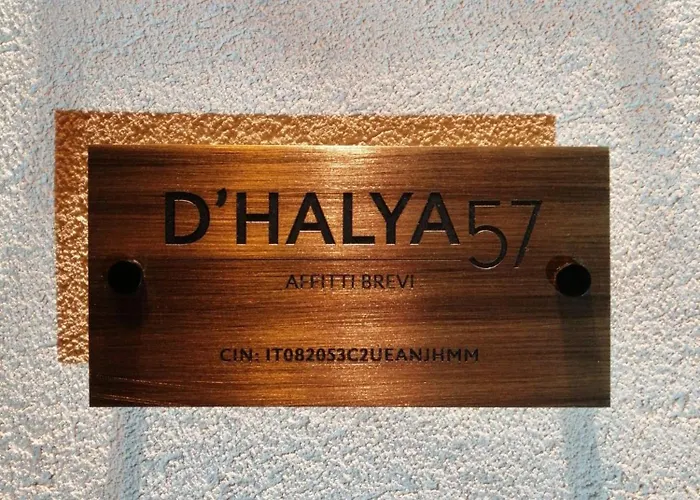 D'HALYA57
AFFITTI BREVI
CIN: IT082053C2UEANJHMM